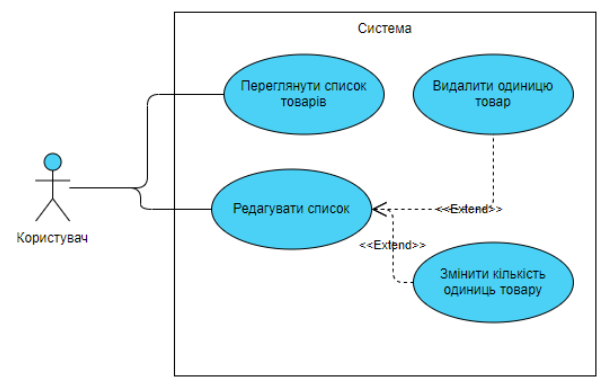 Система
Переглянути список
товарів
Видалити одиницю
товар
Користувач
Редагувати список
<<Extend>>
<<Extend>>
Змінити кількість
одиниць товару